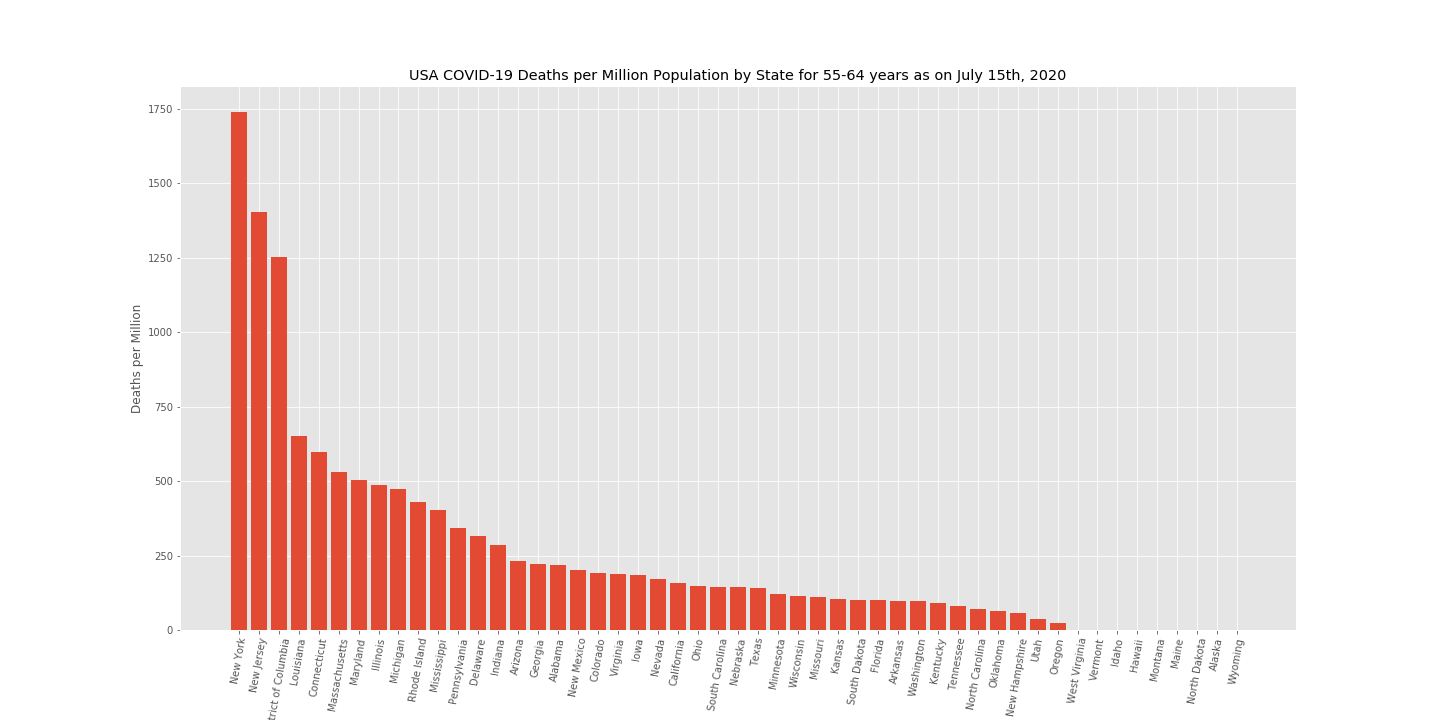 USA COVID-19 Deaths per Million Population by State for 55-64 years as on July 15th, 2020
Deaths per Million
1750
1500
1250
1000
750
500
250
0
New York
New Jersey
trict of Columbia
Louisiana
Connecticut
Massachusetts
Maryland
Illinois
Michigan
Rhode Island
Mississippi
Pennsylvania
Delaware
Indiana
Arizona
Georgia
Alabama
New Mexico
Colorado
Virginia
Iowa
Nevada
California
Ohio
South Carolina
Nebraska
Texas
Minnesota
Wisconsin
Missouri
Kansas
South Dakota
Florida
Arkansas
Washington
Kentucky
Tennessee
North Carolina
Oklahoma
New Hampshire
Utah
Oregon
West Virginia
Vermont
Idaho
Hawaii
Montana
Maine
North Dakota
Alaska
Wyoming